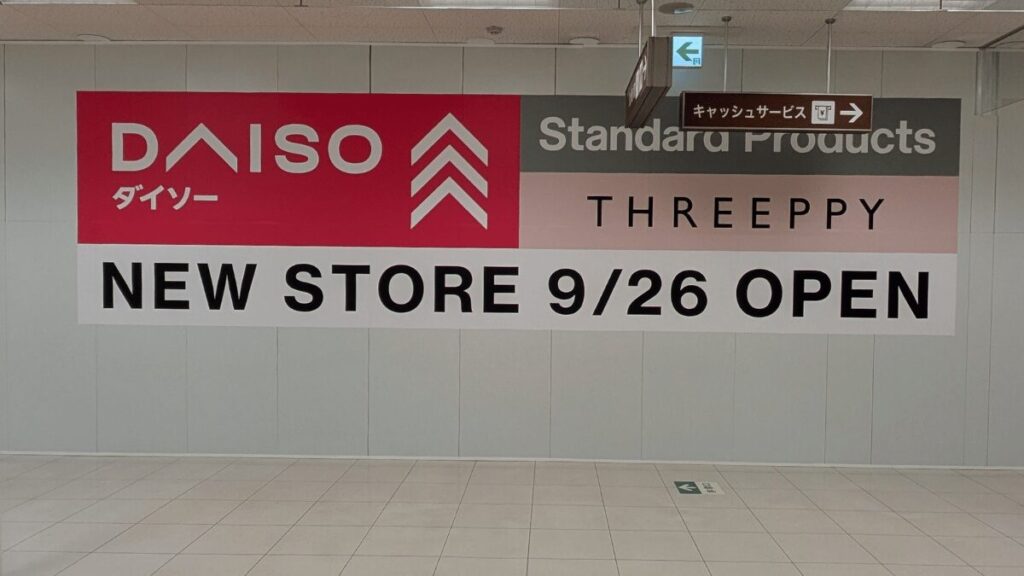 キャッシュサービス
DAISO
ダイソー
Standard Products
THREEPPY
NEW STORE 9/26 OPEN